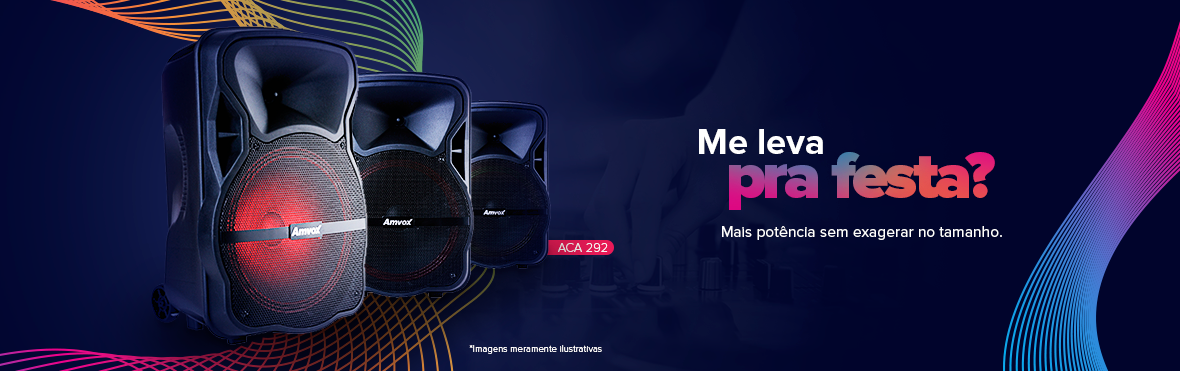 Amvox
Amvox
Amvox
ACA 292
Me leva
pra festa?
Mais potência sem exagerar no tamanho.
*Imagens meramente ilustrativas